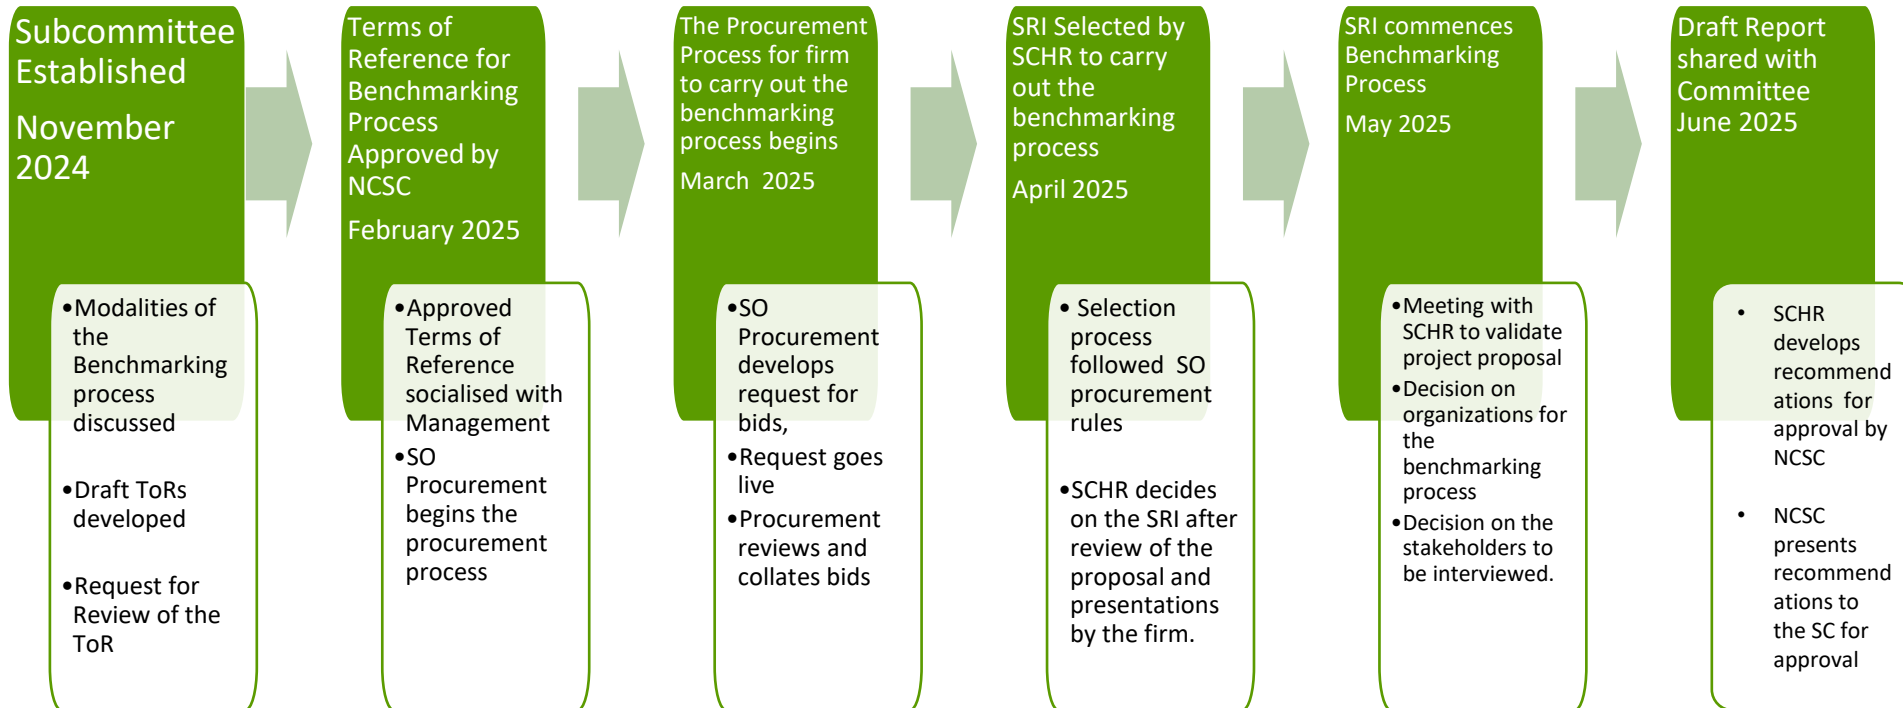 Subcommittee
Established
November
2024
•Modalities of
the
Benchmarking
process
discussed
•Draft ToRs
developed
•Request for
Review of the
ToR
Terms of
Reference for
Benchmarking
Process
Approved by
NCSC
February 2025
•Approved
Terms of
Reference
socialised with
Management
•SO
Procurement
begins the
procurement
process
The Procurement
Process for firm
to carry out the
benchmarking
process begins
March 2025
•SO
Procurement
develops
request for
bids,
•Request goes
live
•Procurement
reviews and
collates bids
SRI Selected by
SCHR to carry
out the
benchmarking
process
April 2025
• Selection
process
followed SO
procurement
rules
•SCHR decides
on the SRI after
review of the
proposal and
presentations
by the firm.
SRI commences
Benchmarking
Process
May 2025
•Meeting with
SCHR to validate
project proposal
•Decision on
organizations for
the
benchmarking
process
•Decision on the
stakeholders to
be interviewed.
Draft Report
shared with
Committee
June 2025
• SCHR
develops
recommend
ations for
approval by
NCSC
• NCSC
presents
recommend
ations to
the SC for
approval